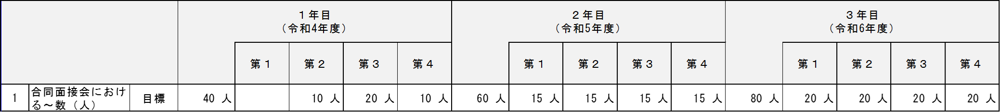 １年目 ２年目 ３年目
（令和4年度） （令和5年度） （令和6年度）
第１ 第２ 第３ 第４ 第１ 第２ 第３ 第４ 第１ 第２ 第３ 第４
1 合同面接会におけ
る～数（人） 目標 40 人 10 人 20 人 10 人 60 人 15 人 15 人 15 人 15 人 80 人 20 人 20 人 20 人 20 人